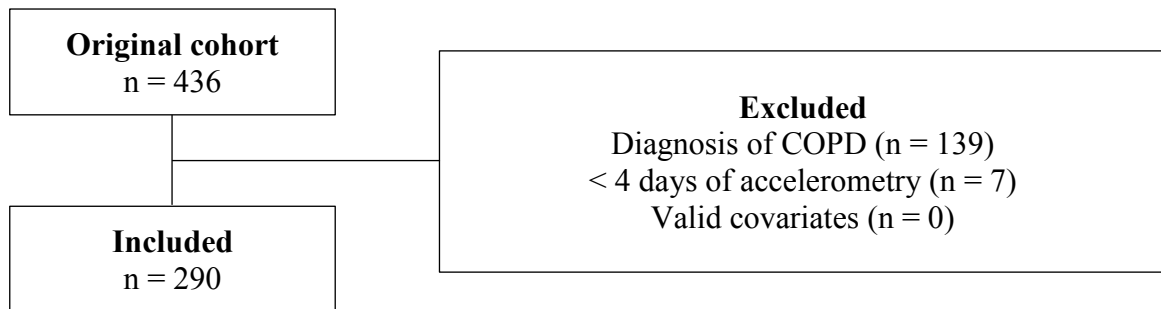 Original cohort
n = 436
Excluded
Diagnosis of COPD (n = 139)
< 4 days of accelerometry (n = 7)
Valid covariates (n = 0)
Included
n = 290